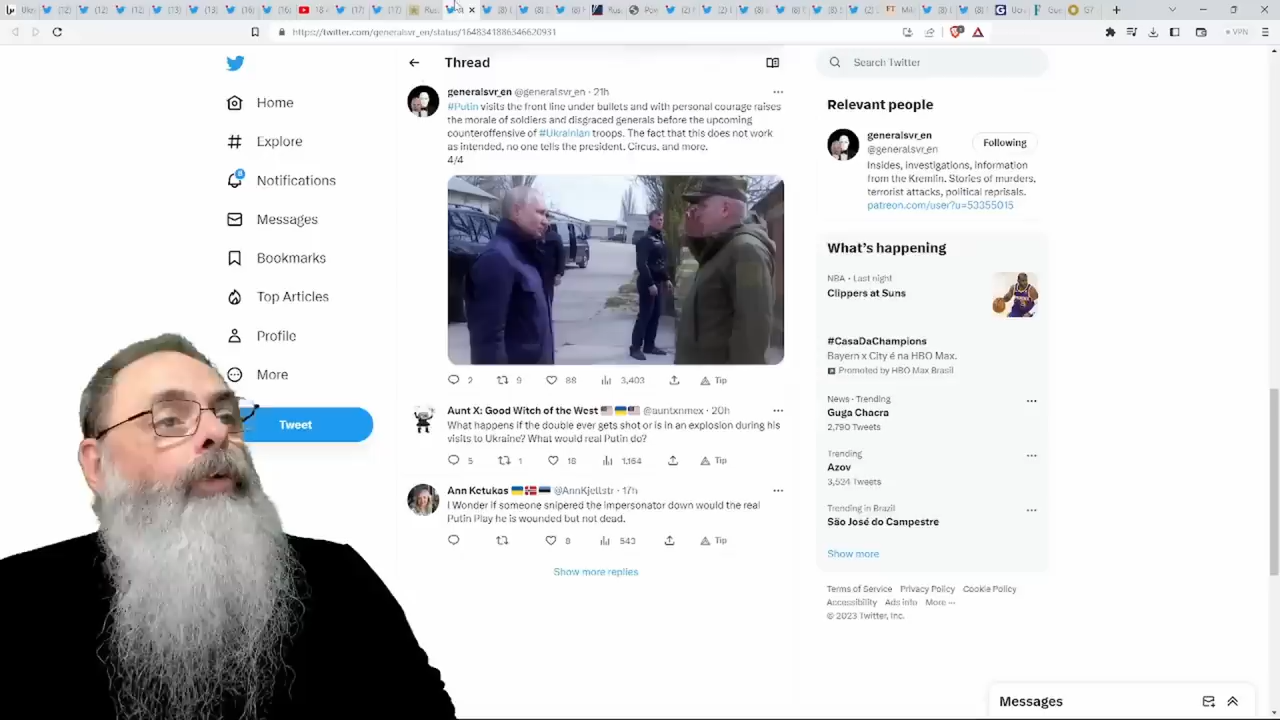 https://twitter.com/generalsvr_en/status/1648341886346620931
VPN
Home
Explore
8
Notifications
Messages
Bookmarks
Top Articles
Profile
More
Tweet
Thread
generalsvr_en @generalsvr_en · 21h
#Putin visits the front line under bullets and with personal courage raises
the morale of soldiers and disgraced generals before the upcoming
counteroffensive of #Ukrainian troops. The fact that this does not work
as intended, no one tells the president. Circus, and more.
4/4
2 9 88 3,403 Tip
Aunt X: Good Witch of the West @auntxnmex · 20h
What happens if the double ever gets shot or is in an explosion during his
visits to Ukraine? What would real Putin do?
5 1 18 1,164 Tip
Ann Ketukas @AnnKjellstr · 17h
I Wonder if someone snipered the impersonator down would the real
Putin Play he is wounded but not dead.
8 543 Tip
Show more replies
Search Twitter
Relevant people
generalsvr_en
@generalsvr_en
Following
Insides, investigations, information
from the Kremlin. Stories of murders,
terrorist attacks, political reprisals.
patreon.com/user?u=53355015
What's happening
NBA · Last night
Clippers at Suns
#CasaDaChampions
Bayern x City é na HBO Max.
Promoted by HBO Max Brasil
News · Trending
Guga Chacra
2,790 Tweets
Trending
Azov
3,524 Tweets
Trending in Brazil
São José do Campestre
Show more
Terms of Service Privacy Policy Cookie Policy
Accessibility Ads info More ···
© 2023 Twitter, Inc.
Messages